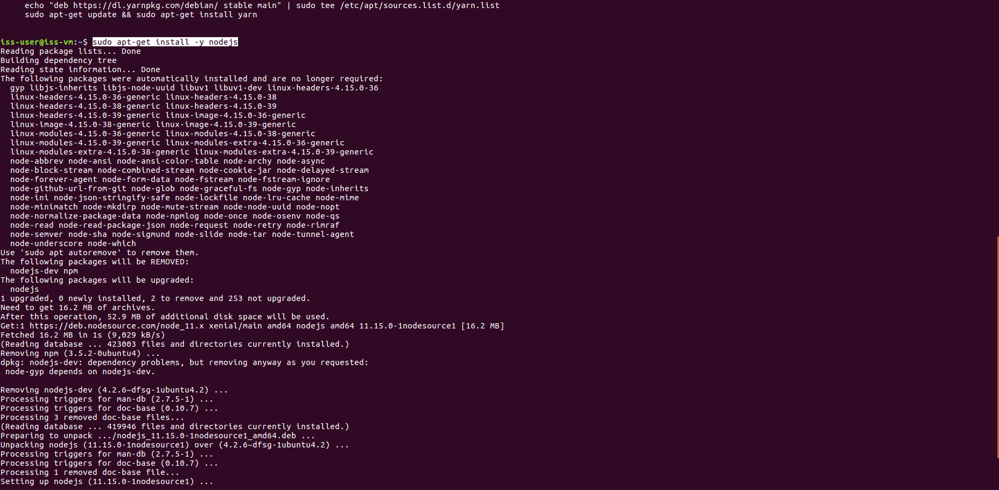 echo "deb https://dl.yarnpkg.com/debian/ stable main" | sudo tee /etc/apt/sources.list.d/yarn.list
sudo apt-get update && sudo apt-get install yarn
iss-user@iss-vm:~$ sudo apt-get install -y nodejs
Reading package lists... Done
Building dependency tree
Reading state information... Done
The following packages were automatically installed and are no longer required:
gyp libjs-inherits libjs-node-uuid libuv1 libuv1-dev linux-headers-4.15.0-36
linux-headers-4.15.0-36-generic linux-headers-4.15.0-38
linux-headers-4.15.0-38-generic linux-headers-4.15.0-39
linux-headers-4.15.0-39-generic linux-image-4.15.0-36-generic
linux-image-4.15.0-38-generic linux-image-4.15.0-39-generic
linux-modules-4.15.0-36-generic linux-modules-4.15.0-38-generic
linux-modules-4.15.0-39-generic linux-modules-extra-4.15.0-36-generic
linux-modules-extra-4.15.0-38-generic linux-modules-extra-4.15.0-39-generic
node-abbrev node-ansi node-ansi-color-table node-archy node-async
node-block-stream node-combined-stream node-cookie-jar node-delayed-stream
node-forever-agent node-form-data node-fstream node-fstream-ignore
node-github-url-from-git node-glob node-graceful-fs node-gyp node-inherits
node-ini node-json-stringify-safe node-lockfile node-lru-cache node-mime
node-minimatch node-mkdirp node-mute-stream node-node-uuid node-nopt
node-normalize-package-data node-npmlog node-once node-osenv node-qs
node-read node-read-package-json node-request node-retry node-rimraf
node-semver node-sha node-sigmund node-slide node-tar node-tunnel-agent
node-underscore node-which
Use 'sudo apt autoremove' to remove them.
The following packages will be REMOVED:
nodejs-dev npm
The following packages will be upgraded:
nodejs
1 upgraded, 0 newly installed, 2 to remove and 253 not upgraded.
Need to get 16.2 MB of archives.
After this operation, 52.9 MB of additional disk space will be used.
Get:1 https://deb.nodesource.com/node_11.x xenial/main amd64 nodejs amd64 11.15.0-1nodesource1 [16.2 MB]
Fetched 16.2 MB in 1s (9,029 kB/s)
(Reading database ... 423003 files and directories currently installed.)
Removing npm (3.5.2-0ubuntu4) ...
dpkg: nodejs-dev: dependency problems, but removing anyway as you requested:
node-gyp depends on nodejs-dev.
Removing nodejs-dev (4.2.6~dfsg-1ubuntu4.2) ...
Processing triggers for man-db (2.7.5-1) ...
Processing triggers for doc-base (0.10.7) ...
Processing 3 removed doc-base files...
(Reading database ... 419946 files and directories currently installed.)
Preparing to unpack .../nodejs_11.15.0-1nodesource1_amd64.deb ...
Unpacking nodejs (11.15.0-1nodesource1) over (4.2.6~dfsg-1ubuntu4.2) ...
Processing triggers for man-db (2.7.5-1) ...
Processing triggers for doc-base (0.10.7) ...
Processing 1 removed doc-base file...
Setting up nodejs (11.15.0-1nodesource1) ...